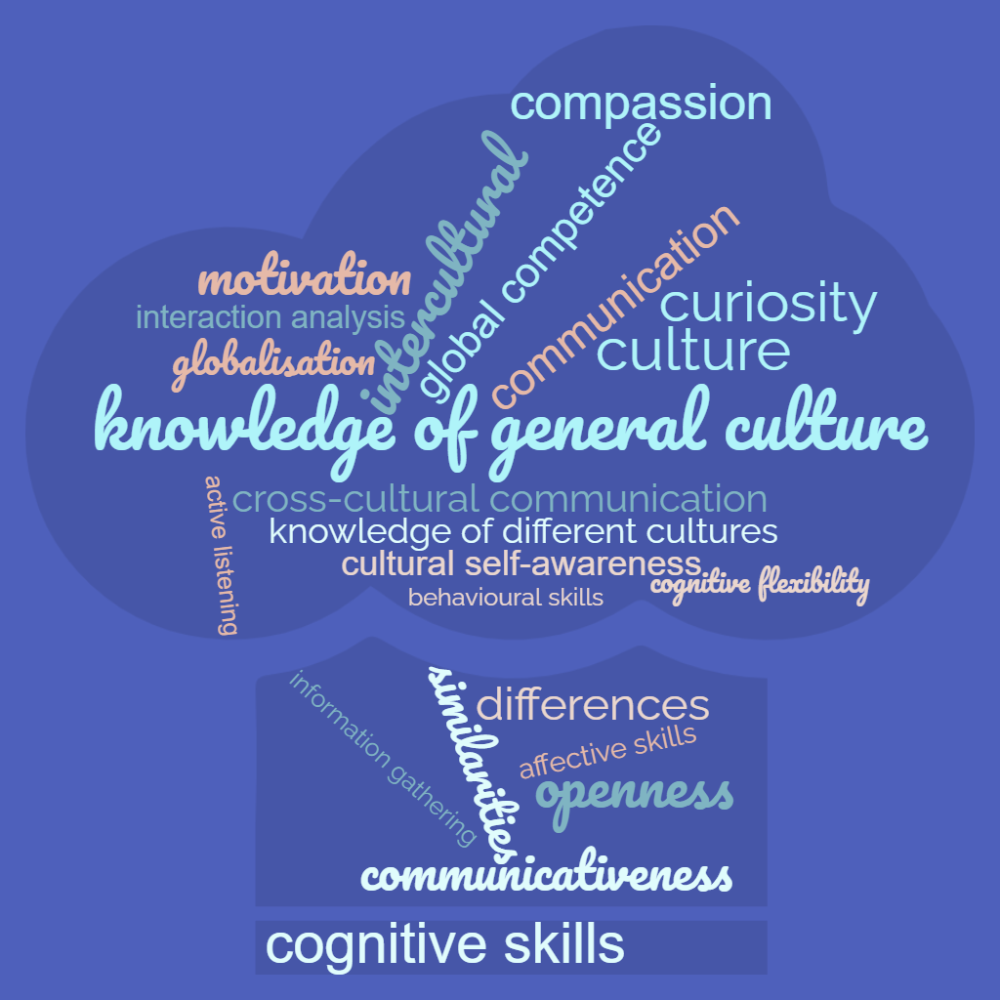 compassion
intercultural
global competence
communication
motivation
curiosity
interaction analysis
culture
globalisation
knowledge of general culture
active listening
cross-cultural communication
knowledge of different cultures
cultural self-awareness
cognitive flexibility
behavioural skills
information gathering
similarities
differences
affective skills
openness
communicativeness
cognitive skills